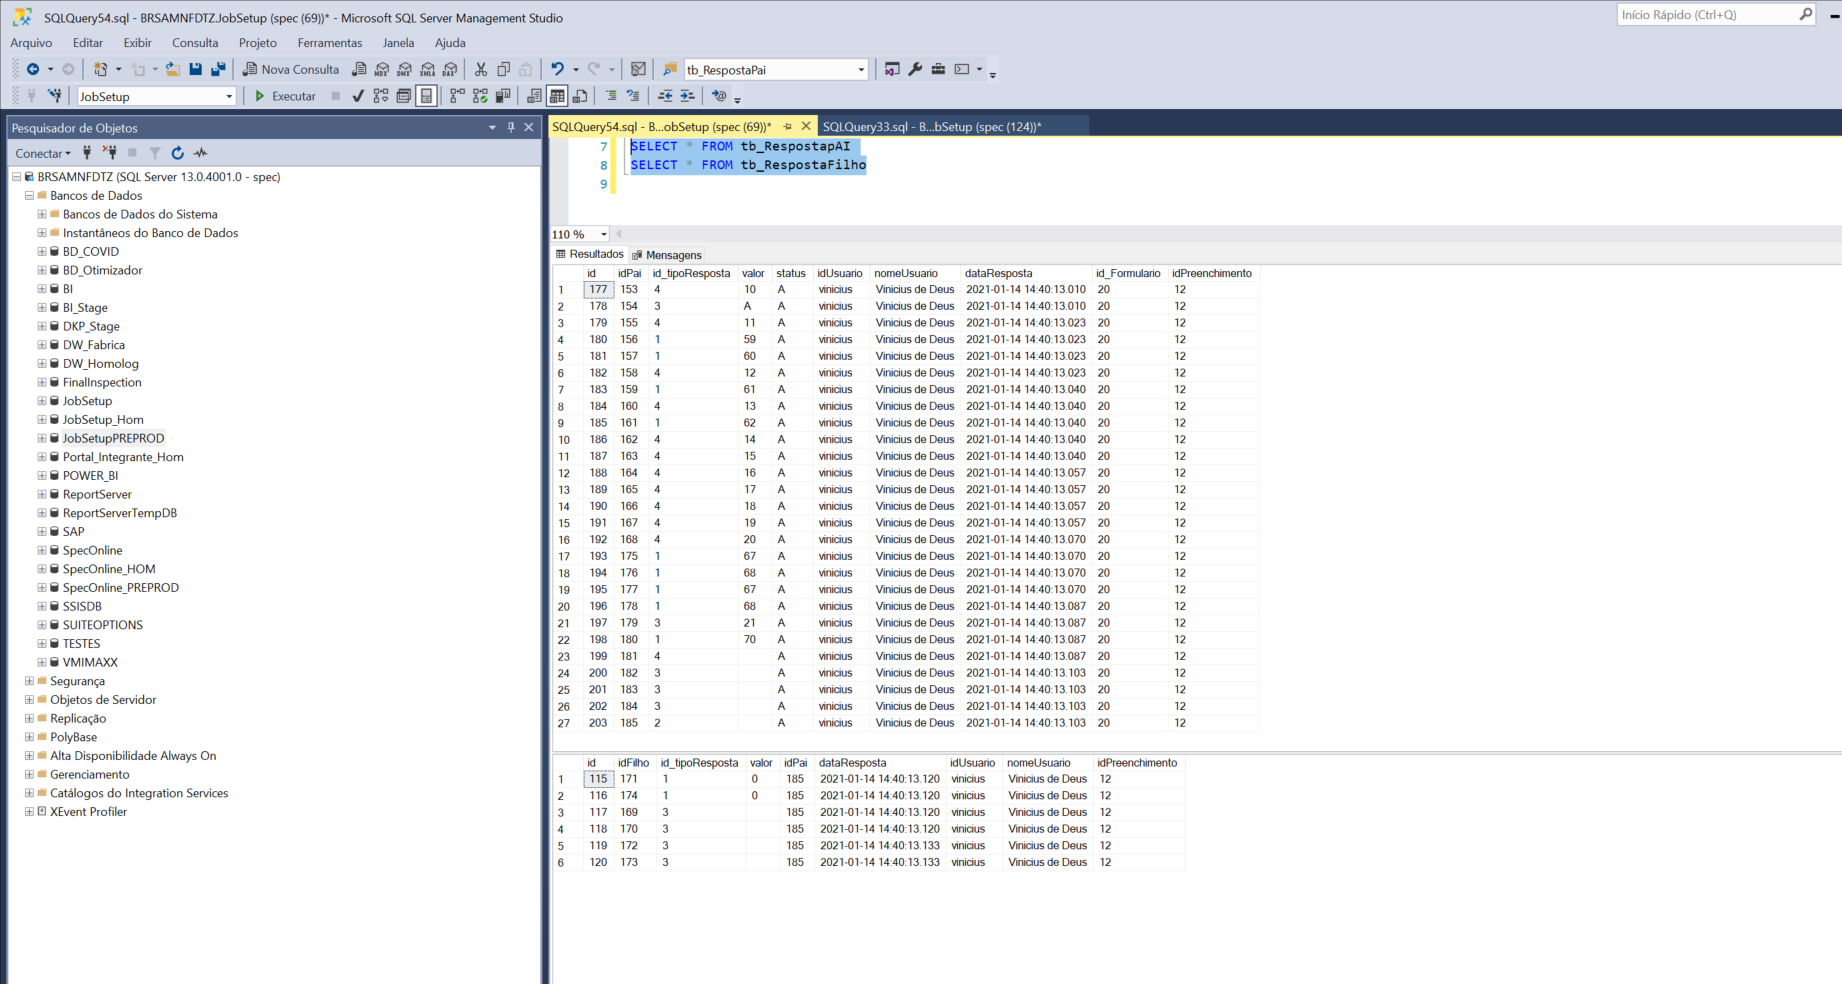 SQLQuery54.sql - BRSAMNFDTZ.JobSetup (spec (69))* - Microsoft SQL Server Management Studio
Início Rápido (Ctrl+Q)
Arquivo Editar Exibir Consulta Projeto Ferramentas Janela Ajuda
Nova Consulta MDX DMX XMLA DAX tb_RespostaPai
JobSetup Executar
Pesquisador de Objetos
Conectar
BRSAMNFDTZ (SQL Server 13.0.4001.0 - spec)
Bancos de Dados
Bancos de Dados do Sistema
Instantâneos do Banco de Dados
BD_COVID
BD_Otimizador
BI
BI_Stage
DKP_Stage
DW_Fabrica
DW_Homolog
FinalInspection
JobSetup
JobSetup_Hom
JobSetupPREPROD
Portal_Integrante_Hom
POWER_BI
ReportServer
ReportServerTempDB
SAP
SpecOnline
SpecOnline_HOM
SpecOnline_PREPROD
SSISDB
SUITEOPTIONS
TESTES
VMIMAXX
Segurança
Objetos de Servidor
Replicação
PolyBase
Alta Disponibilidade Always On
Gerenciamento
Catálogos do Integration Services
XEvent Profiler
SQLQuery54.sql - B...obSetup (spec (69))* SQLQuery33.sql - B...bSetup (spec (124))*
7 SELECT * FROM tb_RespostapAI
8 SELECT * FROM tb_RespostaFilho
9
110 %
Resultados Mensagens
id idPai id_tipoResposta valor status idUsuario nomeUsuario dataResposta id_Formulario idPreenchimento
1 177 153 4 10 A vinicius Vinicius de Deus 2021-01-14 14:40:13.010 20 12
2 178 154 3 A A vinicius Vinicius de Deus 2021-01-14 14:40:13.010 20 12
3 179 155 4 11 A vinicius Vinicius de Deus 2021-01-14 14:40:13.023 20 12
4 180 156 1 59 A vinicius Vinicius de Deus 2021-01-14 14:40:13.023 20 12
5 181 157 1 60 A vinicius Vinicius de Deus 2021-01-14 14:40:13.023 20 12
6 182 158 4 12 A vinicius Vinicius de Deus 2021-01-14 14:40:13.023 20 12
7 183 159 1 61 A vinicius Vinicius de Deus 2021-01-14 14:40:13.040 20 12
8 184 160 4 13 A vinicius Vinicius de Deus 2021-01-14 14:40:13.040 20 12
9 185 161 1 62 A vinicius Vinicius de Deus 2021-01-14 14:40:13.040 20 12
10 186 162 4 14 A vinicius Vinicius de Deus 2021-01-14 14:40:13.040 20 12
11 187 163 4 15 A vinicius Vinicius de Deus 2021-01-14 14:40:13.040 20 12
12 188 164 4 16 A vinicius Vinicius de Deus 2021-01-14 14:40:13.057 20 12
13 189 165 4 17 A vinicius Vinicius de Deus 2021-01-14 14:40:13.057 20 12
14 190 166 4 18 A vinicius Vinicius de Deus 2021-01-14 14:40:13.057 20 12
15 191 167 4 19 A vinicius Vinicius de Deus 2021-01-14 14:40:13.057 20 12
16 192 168 4 20 A vinicius Vinicius de Deus 2021-01-14 14:40:13.070 20 12
17 193 175 1 67 A vinicius Vinicius de Deus 2021-01-14 14:40:13.070 20 12
18 194 176 1 68 A vinicius Vinicius de Deus 2021-01-14 14:40:13.070 20 12
19 195 177 1 67 A vinicius Vinicius de Deus 2021-01-14 14:40:13.070 20 12
20 196 178 1 68 A vinicius Vinicius de Deus 2021-01-14 14:40:13.087 20 12
21 197 179 3 21 A vinicius Vinicius de Deus 2021-01-14 14:40:13.087 20 12
22 198 180 1 70 A vinicius Vinicius de Deus 2021-01-14 14:40:13.087 20 12
23 199 181 4 A vinicius Vinicius de Deus 2021-01-14 14:40:13.087 20 12
24 200 182 3 A vinicius Vinicius de Deus 2021-01-14 14:40:13.103 20 12
25 201 183 3 A vinicius Vinicius de Deus 2021-01-14 14:40:13.103 20 12
26 202 184 3 A vinicius Vinicius de Deus 2021-01-14 14:40:13.103 20 12
27 203 185 2 A vinicius Vinicius de Deus 2021-01-14 14:40:13.103 20 12
id idFilho id_tipoResposta valor idPai dataResposta idUsuario nomeUsuario idPreenchimento
1 115 171 1 0 185 2021-01-14 14:40:13.120 vinicius Vinicius de Deus 12
2 116 174 1 0 185 2021-01-14 14:40:13.120 vinicius Vinicius de Deus 12
3 117 169 3 185 2021-01-14 14:40:13.120 vinicius Vinicius de Deus 12
4 118 170 3 185 2021-01-14 14:40:13.120 vinicius Vinicius de Deus 12
5 119 172 3 185 2021-01-14 14:40:13.133 vinicius Vinicius de Deus 12
6 120 173 3 185 2021-01-14 14:40:13.133 vinicius Vinicius de Deus 12